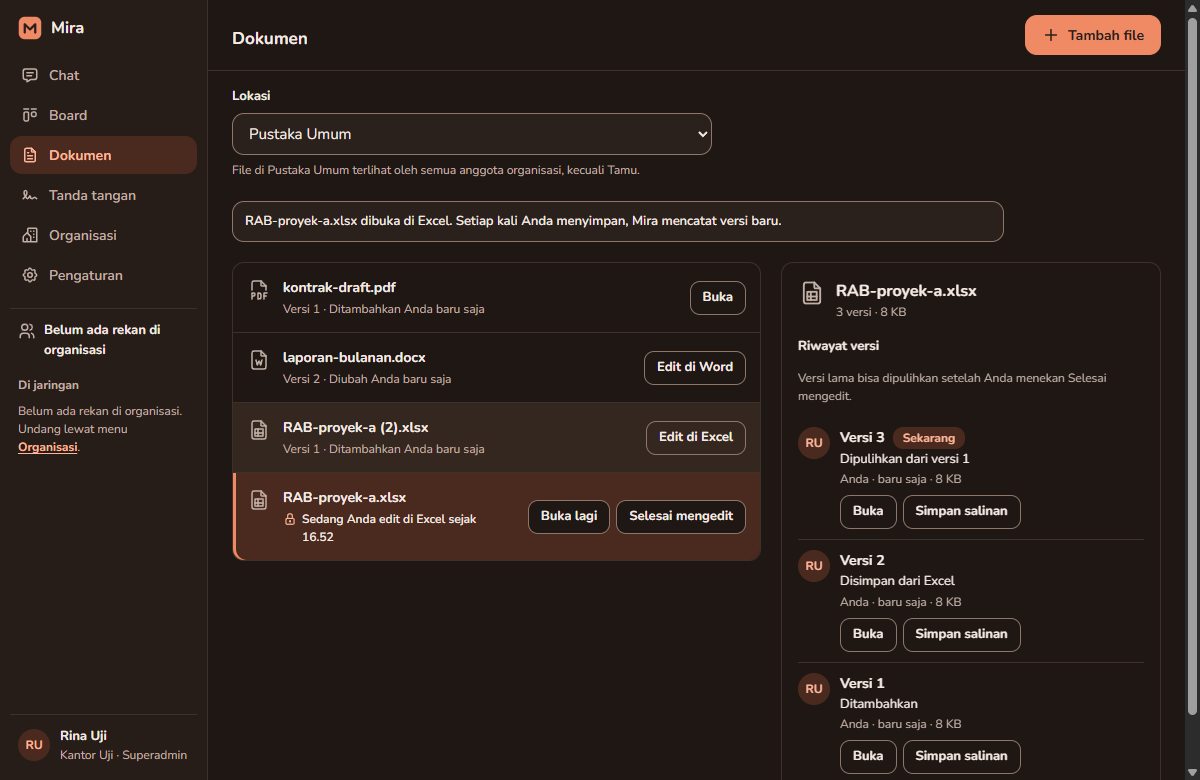 Mira
Chat
Board
Dokumen
Tanda tangan
Organisasi
Pengaturan
Belum ada rekan di
organisasi
Di jaringan
Belum ada rekan di organisasi.
Undang lewat menu
Organisasi.
RU
Rina Uji
Kantor Uji · Superadmin
Dokumen
+ Tambah file
Lokasi
Pustaka Umum
File di Pustaka Umum terlihat oleh semua anggota organisasi, kecuali Tamu.
RAB-proyek-a.xlsx dibuka di Excel. Setiap kali Anda menyimpan, Mira mencatat versi baru.
PDF
kontrak-draft.pdf
Versi 1 · Ditambahkan Anda baru saja
Buka
W
laporan-bulanan.docx
Versi 2 · Diubah Anda baru saja
Edit di Word
RAB-proyek-a (2).xlsx
Versi 1 · Ditambahkan Anda baru saja
Edit di Excel
RAB-proyek-a.xlsx
Sedang Anda edit di Excel sejak
16.52
Buka lagi
Selesai mengedit
RAB-proyek-a.xlsx
3 versi · 8 KB
Riwayat versi
Versi lama bisa dipulihkan setelah Anda menekan Selesai
mengedit.
RU
Versi 3 Sekarang
Dipulihkan dari versi 1
Anda · baru saja · 8 KB
Buka
Simpan salinan
RU
Versi 2
Disimpan dari Excel
Anda · baru saja · 8 KB
Buka
Simpan salinan
RU
Versi 1
Ditambahkan
Anda · baru saja · 8 KB
Buka
Simpan salinan